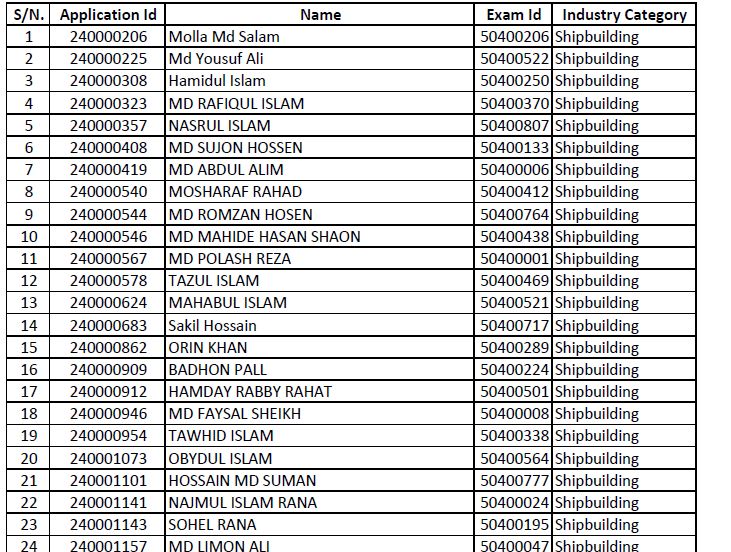 S/N. Application Id Name Exam Id Industry Category
1 240000206 Molla Md Salam 50400206 Shipbuilding
2 240000225 Md Yousuf Ali 50400522 Shipbuilding
3 240000308 Hamidul Islam 50400250 Shipbuilding
4 240000323 MD RAFIQUL ISLAM 50400370 Shipbuilding
5 240000357 NASRUL ISLAM 50400807 Shipbuilding
6 240000408 MD SUJON HOSSEN 50400133 Shipbuilding
7 240000419 MD ABDUL ALIM 50400006 Shipbuilding
8 240000540 MOSHARAF RAHAD 50400412 Shipbuilding
9 240000544 MD ROMZAN HOSEN 50400764 Shipbuilding
10 240000546 MD MAHIDE HASAN SHAON 50400438 Shipbuilding
11 240000567 MD POLASH REZA 50400001 Shipbuilding
12 240000578 TAZUL ISLAM 50400469 Shipbuilding
13 240000624 MAHABUL ISLAM 50400521 Shipbuilding
14 240000683 Sakil Hossain 50400717 Shipbuilding
15 240000862 ORIN KHAN 50400289 Shipbuilding
16 240000909 BADHON PALL 50400224 Shipbuilding
17 240000912 HAMDAY RABBY RAHAT 50400501 Shipbuilding
18 240000946 MD FAYSAL SHEIKH 50400008 Shipbuilding
19 240000954 TAWHID ISLAM 50400338 Shipbuilding
20 240001073 OBYDUL ISLAM 50400564 Shipbuilding
21 240001101 HOSSAIN MD SUMAN 50400777 Shipbuilding
22 240001141 NAJMUL ISLAM RANA 50400024 Shipbuilding
23 240001143 SOHEL RANA 50400195 Shipbuilding
24 240001157 MD LIMON ALI 50400047 Shipbuilding